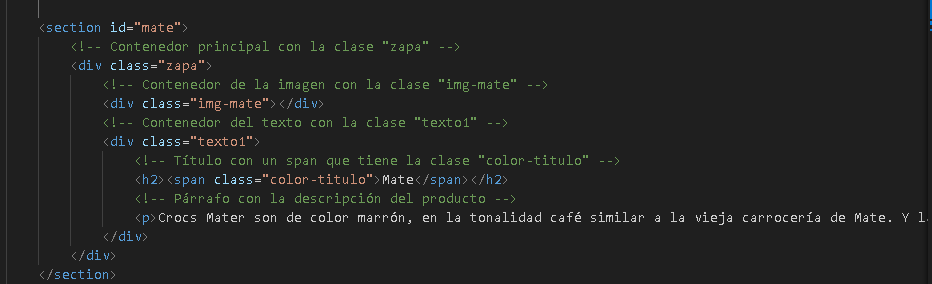 <section id="mate">
<!-- Contenedor principal con la clase "zapa" -->
<div class="zapa">
<!-- Contenedor de la imagen con la clase "img-mate" -->
<div class="img-mate"></div>
<!-- Contenedor del texto con la clase "texto1" -->
<div class="texto1">
<!-- Título con un span que tiene la clase "color-titulo" -->
<h2><span class="color-titulo">Mate</span></h2>
<!-- Párrafo con la descripción del producto -->
<p>Crocs Mater son de color marrón, en la tonalidad café similar a la vieja carrocería de Mate. Y
</div>
</div>
</section>